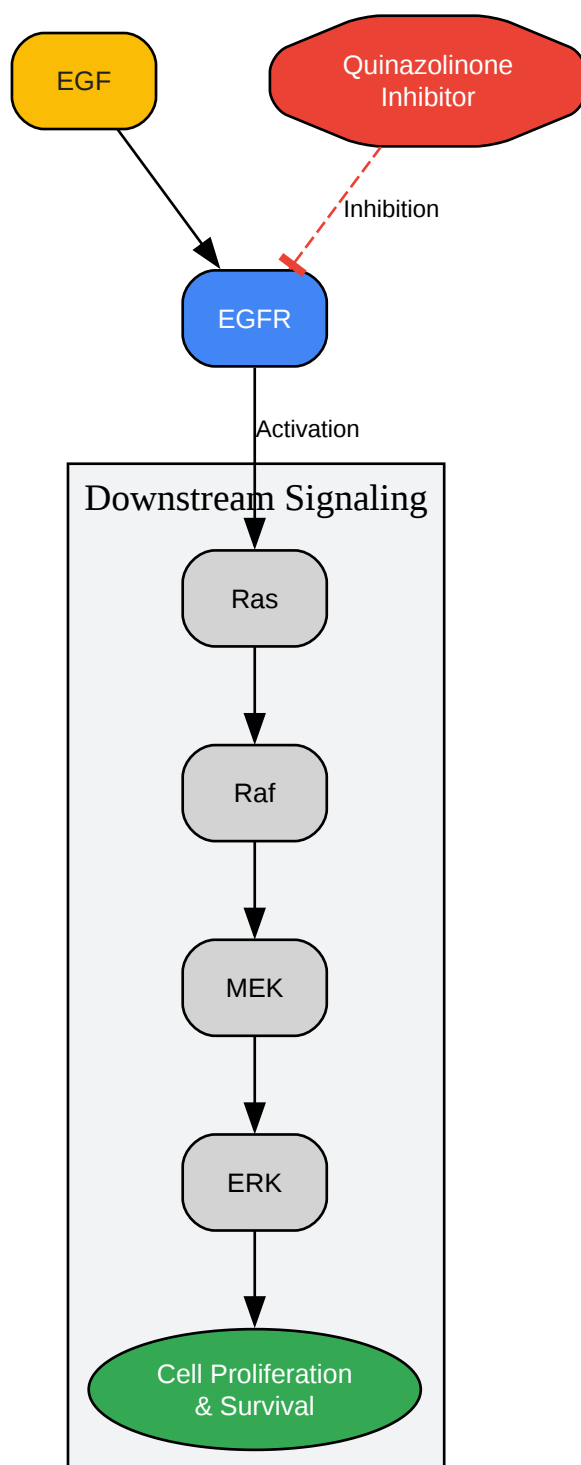 EGF
Quinazolinone
Inhibitor
Inhibition
EGFR
Activation
Downstream Signaling
Ras
Raf
MEK
ERK
Cell Proliferation
& Survival